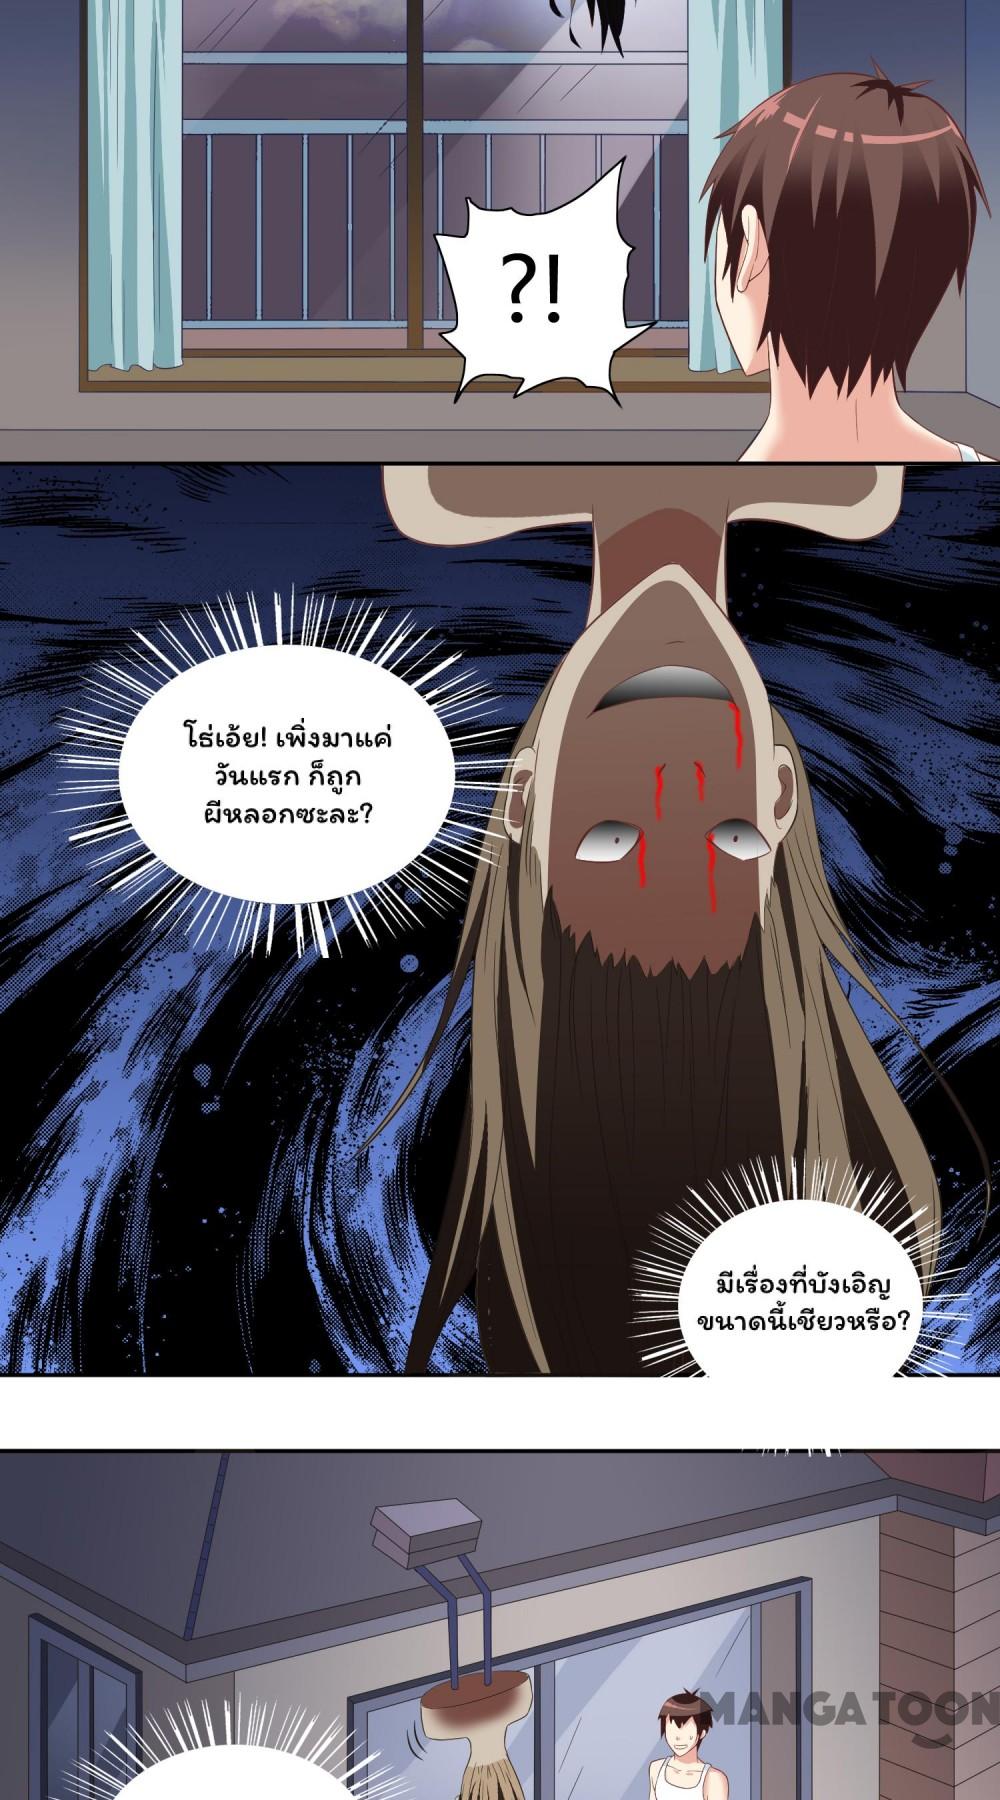 ?!
โธ่เอ้ย! เพิ่งมาแค่
วันแรก ก็ถูก
ผีหลอกซะละ?
มีเรื่องที่บังเอิญ
ขนาดนี้เชียวหรือ?
MANGATOON